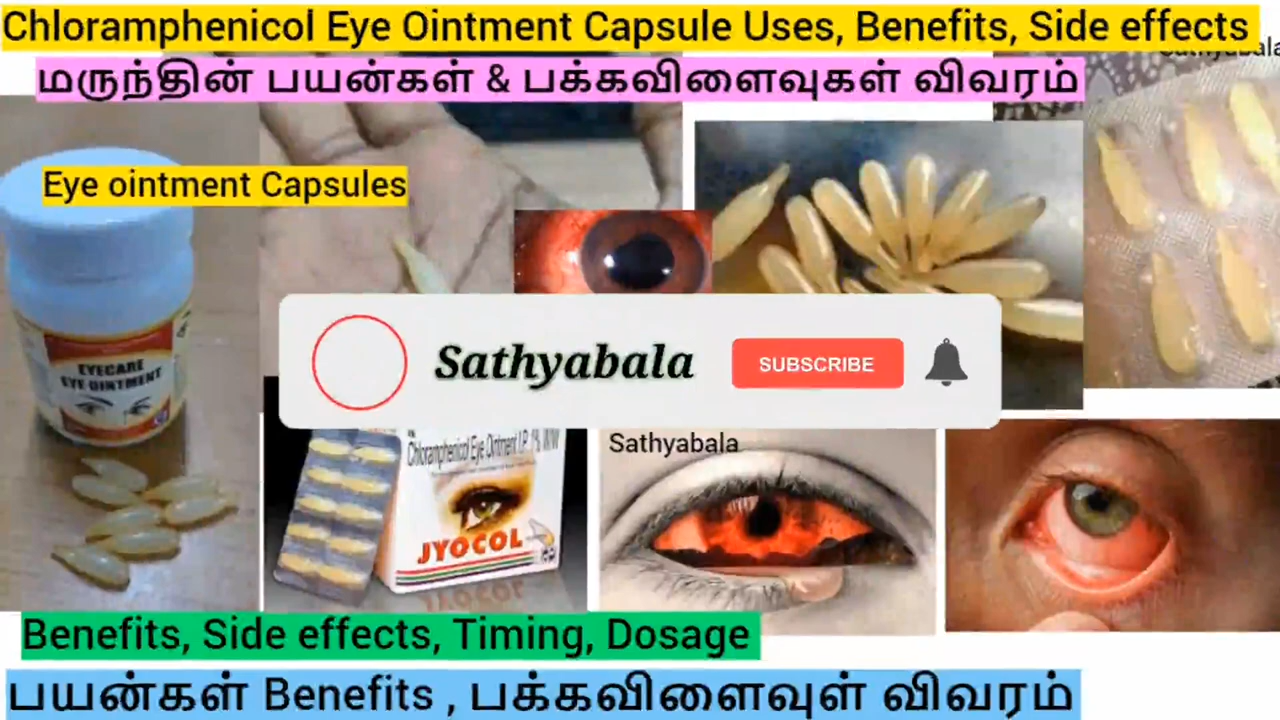 Chloramphenicol Eye Ointment Capsule Uses, Benefits, Side effects
Sathyabala
மருந்தின் பயன்கள் & பக்கவிளைவுகள் விவரம்
Eye ointment Capsules
EYECARE
EYE OINTMENT
Sathyabala
SUBSCRIBE
Chloramphenicol Eye Ointment I.P. 1% W/W
Sathyabala
JYOCOL
Benefits, Side effects, Timing, Dosage
பயன்கள் Benefits , பக்கவிளைவுள் விவரம்